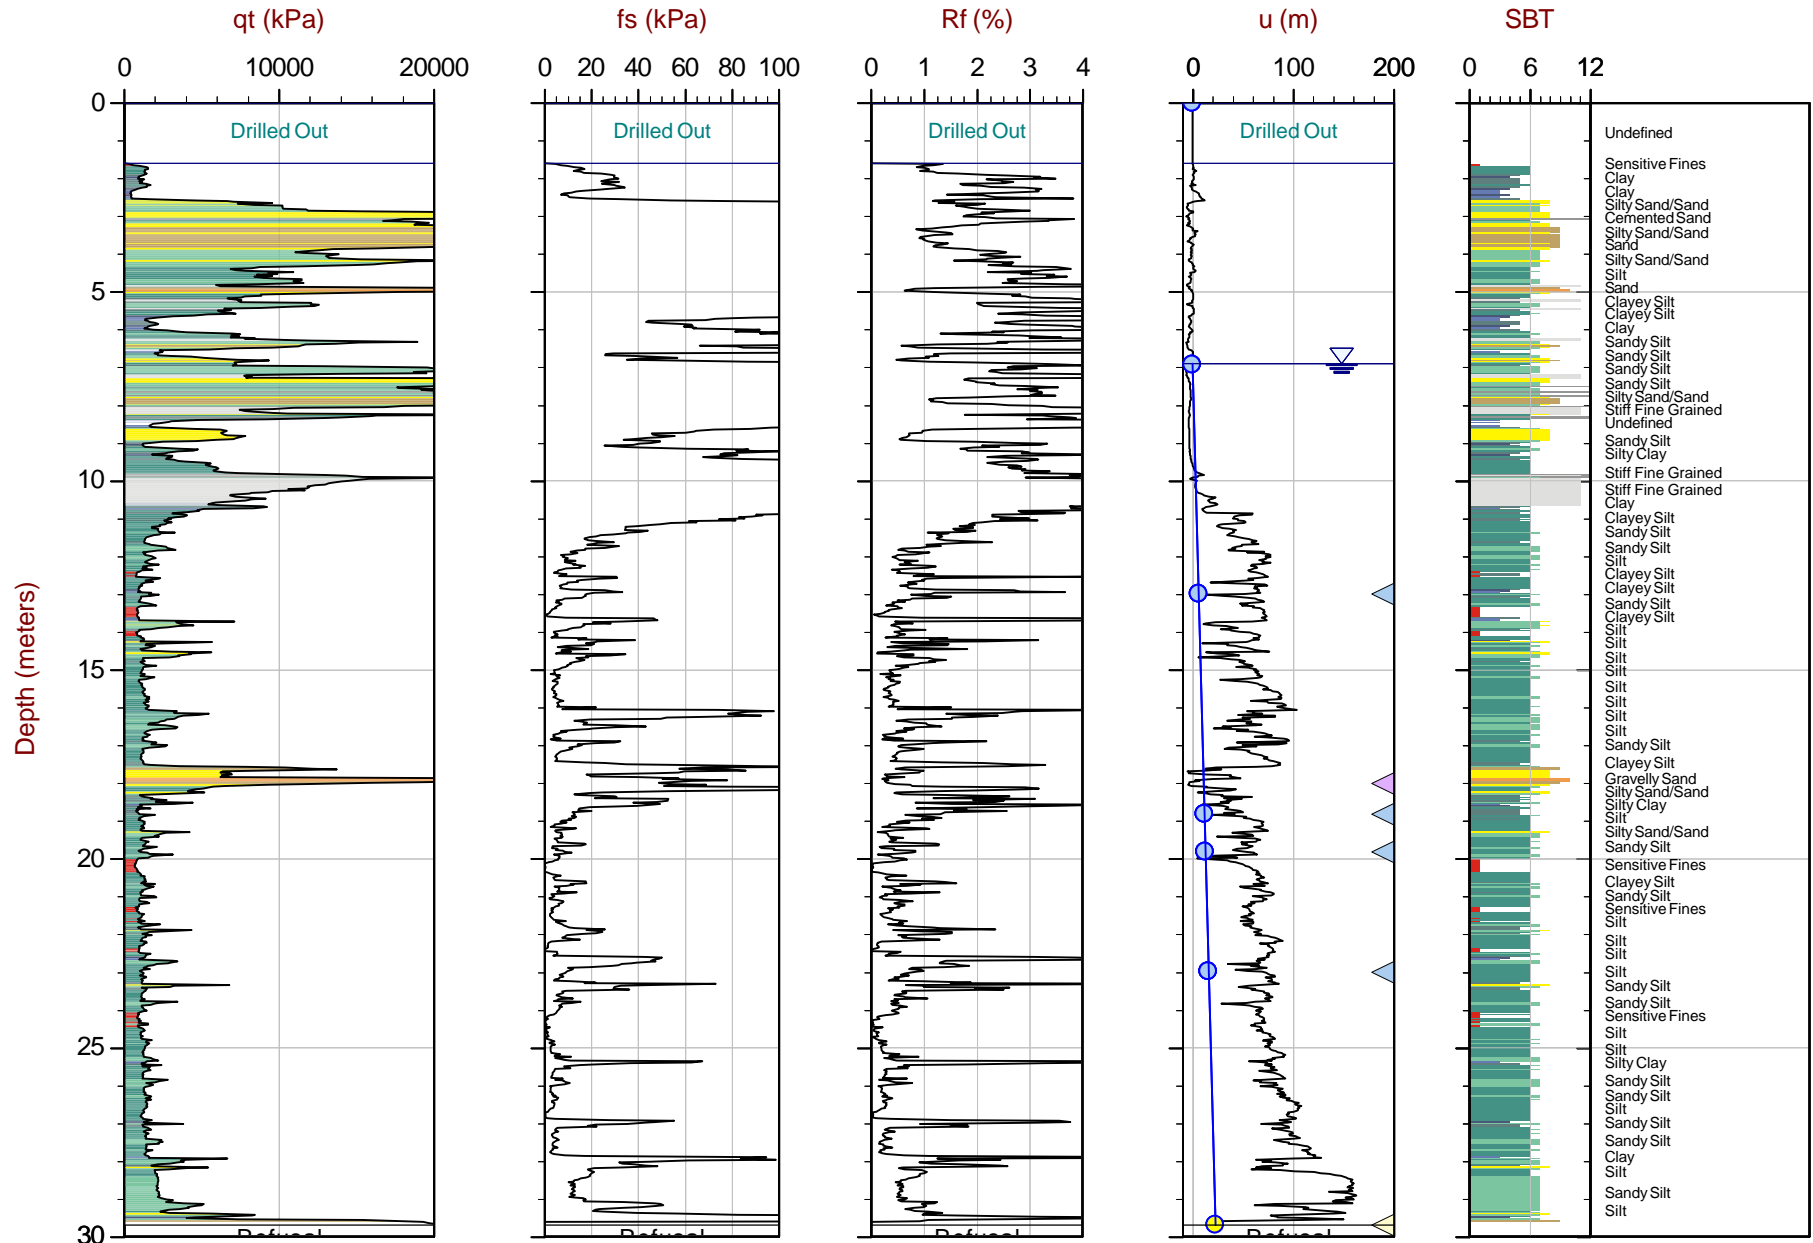 qt (kPa) fs (kPa) Rf (%) u (m) SBT
0 10000 20000 0 20 40 60 80 100 0 1 2 3 4 0 100 200 0 6 12
0
Drilled Out Drilled Out Drilled Out Drilled Out
Undefined
Sensitive Fines
Clay
Clay
Silty Sand/Sand
Cemented Sand
Silty Sand/Sand
Sand
Silty Sand/Sand
Silt
Sand
5
Clayey Silt
Clayey Silt
Clay
Sandy Silt
Sandy Silt
Sandy Silt
Sandy Silt
Silty Sand/Sand
Stiff Fine Grained
Undefined
Sandy Silt
Silty Clay
Stiff Fine Grained
10
Stiff Fine Grained
Clay
Clayey Silt
Sandy Silt
Sandy Silt
Silt
Clayey Silt
Clayey Silt
Sandy Silt
Clayey Silt
Silt
Silt
Silt
15
Silt
Silt
Silt
Silt
Silt
Sandy Silt
Clayey Silt
Gravelly Sand
Silty Sand/Sand
Silty Clay
Silt
Silty Sand/Sand
Sandy Silt
20
Sensitive Fines
Clayey Silt
Sandy Silt
Sensitive Fines
Silt
Silt
Silt
Silt
Sandy Silt
Sandy Silt
Sensitive Fines
Silt
25
Silt
Silty Clay
Sandy Silt
Sandy Silt
Silt
Sandy Silt
Sandy Silt
Clay
Silt
Sandy Silt
Silt
30
Refusal Refusal Refusal Refusal
Depth (meters)